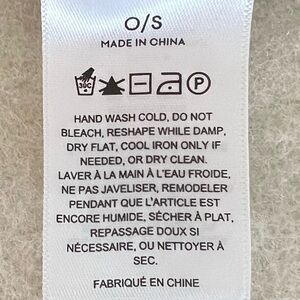 O/S
MADE IN CHINA
30C
P
HAND WASH COLD, DO NOT
BLEACH, RESHAPE WHILE DAMP,
DRY FLAT, COOL IRON ONLY IF
NEEDED, OR DRY CLEAN.
LAVER À LA MAIN À L'EAU FROIDE,
NE PAS JAVELISER, REMODELER
PENDANT QUE L'ARTICLE EST
ENCORE HUMIDE, SÉCHER À PLAT,
REPASSAGE DOUX SI
NÉCESSAIRE, OU NETTOYER À
SEC.
FABRIQUÉ EN CHINE